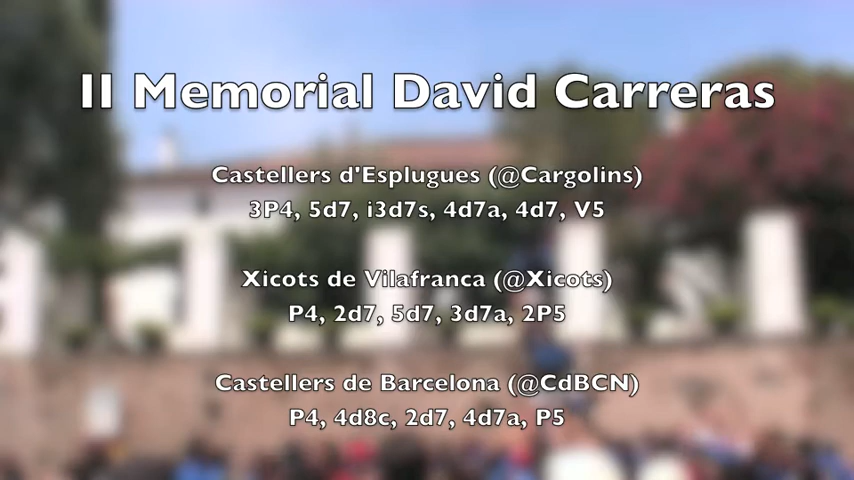 II Memorial David Carreras
Castellers d'Esplugues (@Cargolins)
3P4, 5d7, i3d7s, 4d7a, 4d7, V5
Xicots de Vilafranca (@Xicots)
P4, 2d7, 5d7, 3d7a, 2P5
Castellers de Barcelona (@CdBCN)
P4, 4d8c, 2d7, 4d7a, P5